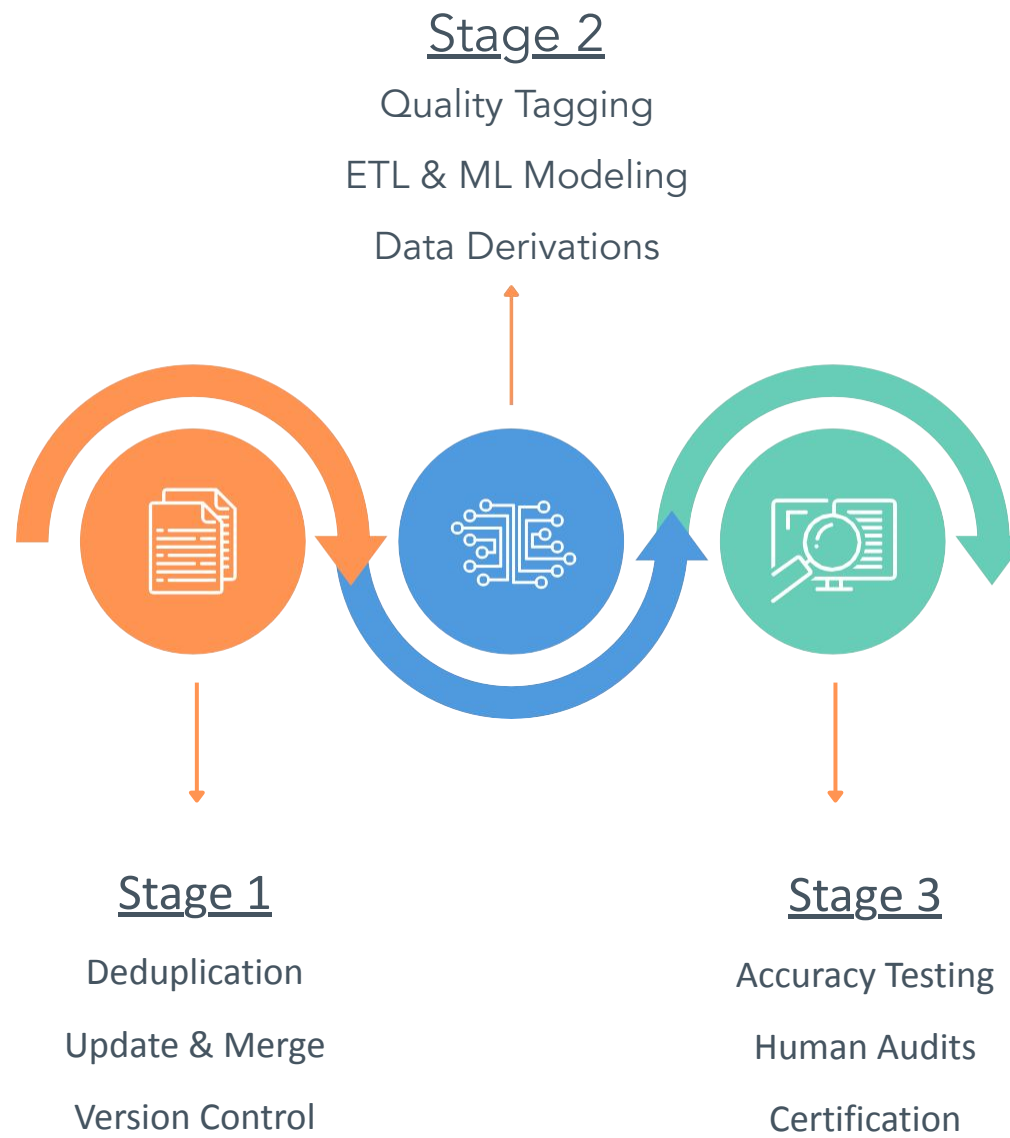 Stage 2
Quality Tagging
ETL & ML Modeling
Data Derivations
Stage 1
Deduplication
Update & Merge
Version Control
Stage 3
Accuracy Testing
Human Audits
Certification